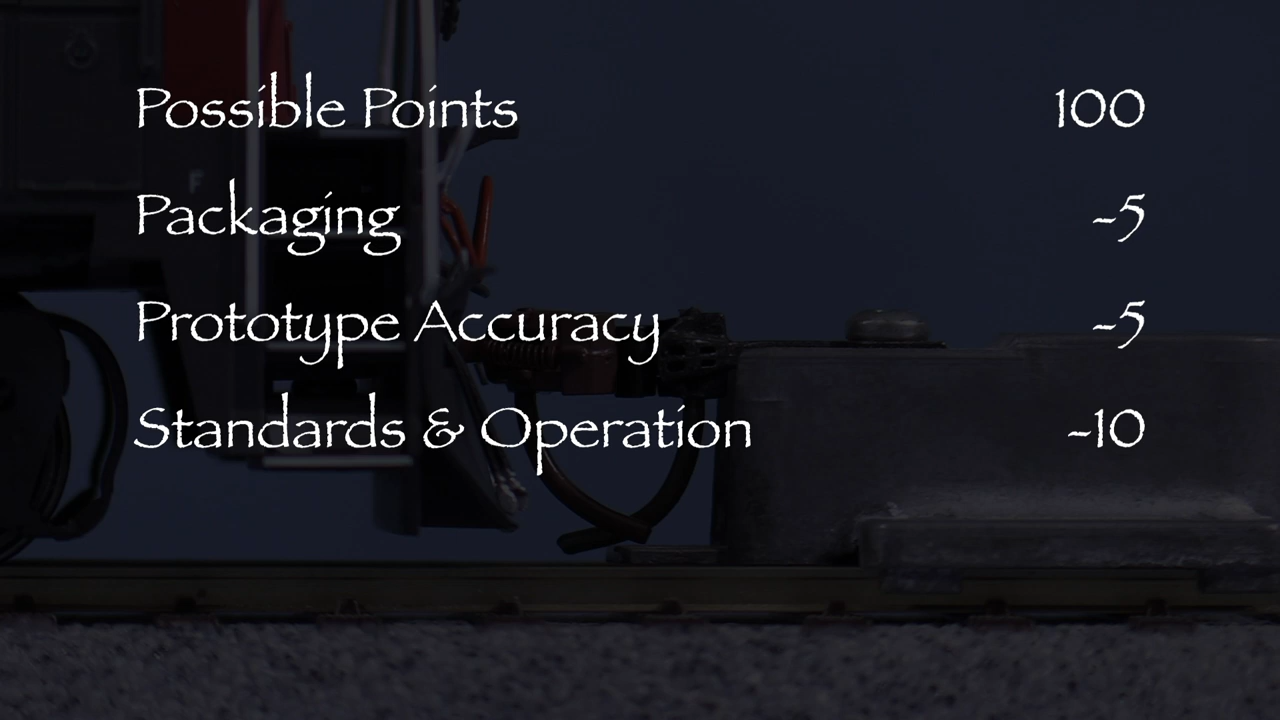 Possible Points 100
Packaging -5
F
Prototype Accuracy -5
Standards & Operation -10